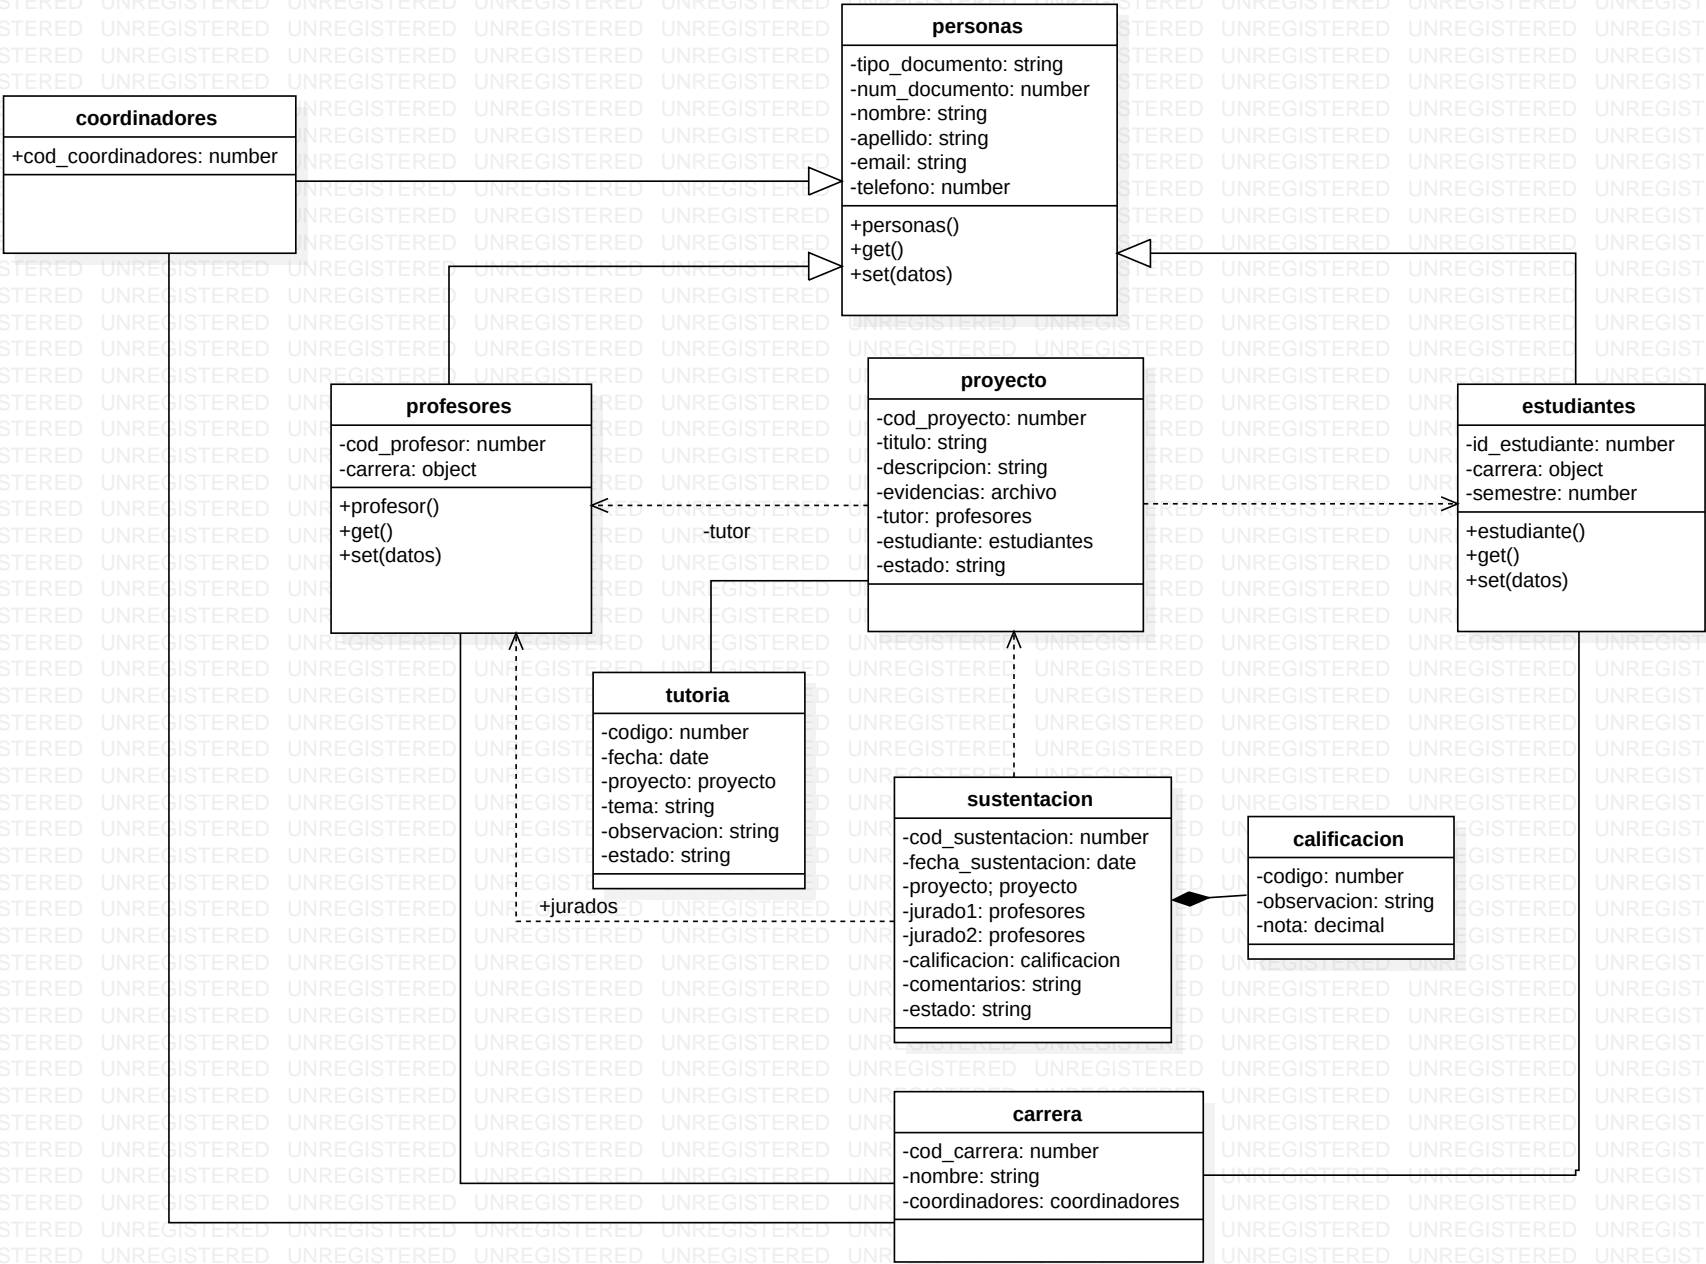 personas
-tipo_documento: string
-num_documento: number
-nombre: string
-apellido: string
-email: string
-telefono: number
+personas()
+get()
+set(datos)
coordinadores
+cod_coordinadores: number
profesores
-cod_profesor: number
-carrera: object
+profesor()
+get()
+set(datos)
-tutor
proyecto
-cod_proyecto: number
-titulo: string
-descripcion: string
-evidencias: archivo
-tutor: profesores
-estudiante: estudiantes
-estado: string
estudiantes
-id_estudiante: number
-carrera: object
-semestre: number
+estudiante()
+get()
+set(datos)
tutoria
-codigo: number
-fecha: date
-proyecto: proyecto
-tema: string
-observacion: string
-estado: string
+jurados
sustentacion
-cod_sustentacion: number
-fecha_sustentacion: date
-proyecto; proyecto
-jurado1: profesores
-jurado2: profesores
-calificacion: calificacion
-comentarios: string
-estado: string
calificacion
-codigo: number
-observacion: string
-nota: decimal
carrera
-cod_carrera: number
-nombre: string
-coordinadores: coordinadores
UNREGISTERED